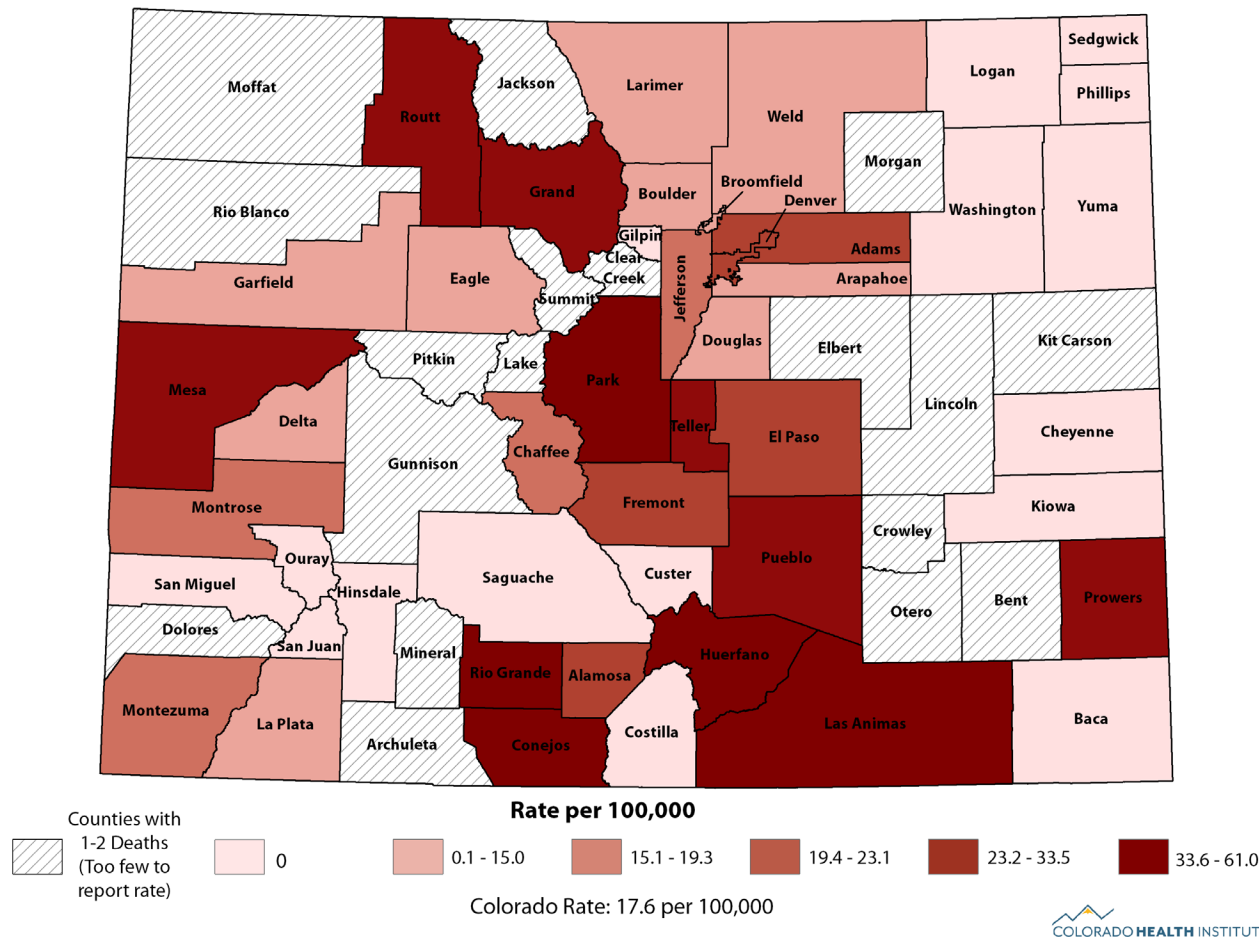 Sedgwick
Moffat
Jackson
Larimer
Logan
Phillips
Routt
Weld
Morgan
Grand
Boulder
Broomfield
Denver
Rio Blanco
Washington
Yuma
Gilpin
Adams
Clear
Creek
Garfield
Eagle
Summit
Jefferson
Arapahoe
Pitkin
Lake
Douglas
Elbert
Kit Carson
Mesa
Park
Delta
Lincoln
Teller
El Paso
Cheyenne
Chaffee
Gunnison
Montrose
Fremont
Kiowa
Crowley
Ouray
Pueblo
San Miguel
Saguache
Custer
Hinsdale
Otero
Bent
Prowers
Dolores
San Juan
Mineral
Huerfano
Rio Grande
Alamosa
Montezuma
La Plata
Archuleta
Conejos
Costilla
Las Animas
Baca
Rate per 100,000
Counties with
1-2 Deaths
(Too few to
report rate)
0
0.1 - 15.0
15.1 - 19.3
19.4 - 23.1
23.2 - 33.5
33.6 - 61.0
Colorado Rate: 17.6 per 100,000
COLORADO HEALTH INSTITUT